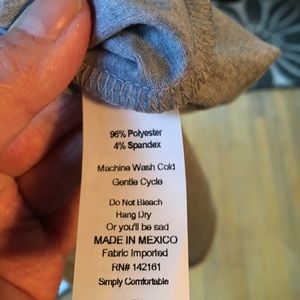 96% Polyester
4% Spandex
Machine Wash Cold
Gentle Cycle
Do Not Bleach
Hang Dry
Or you'll be sad
MADE IN MEXICO
Fabric Imported
RN# 142161
Simply Comfortable